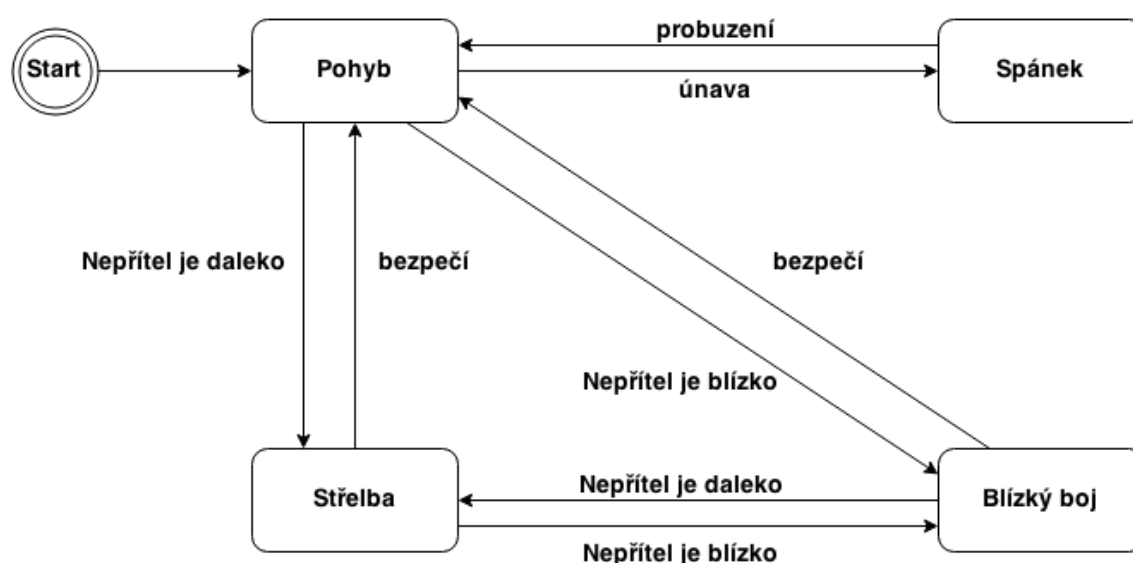 probuzení
Start
Pohyb
Spánek
únava
Nepřítel je daleko
bezpečí
bezpečí
Nepřítel je blízko
Střelba
Nepřítel je daleko
Blízký boj
Nepřítel je blízko